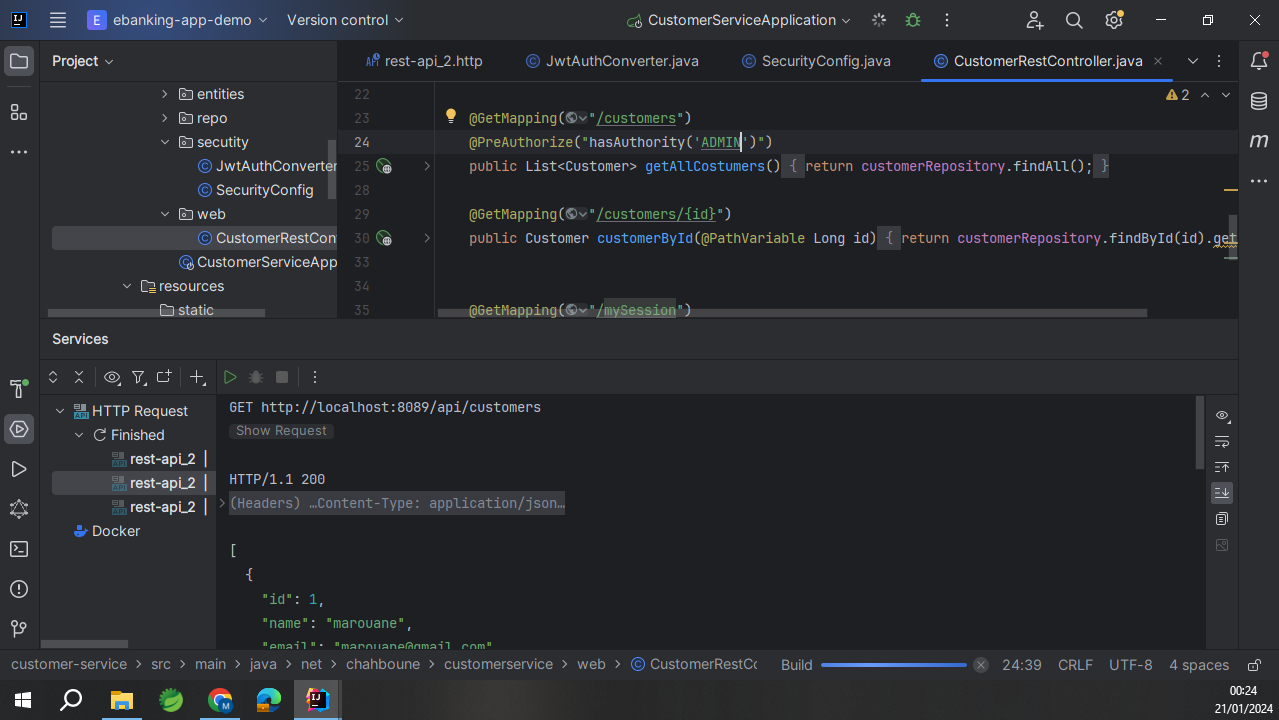 E ebanking-app-demo Version control CustomerServiceApplication
Project
rest-api_2.http JwtAuthConverter.java SecurityConfig.java CustomerRestController.java
entities
repo
secutity
JwtAuthConverter
SecurityConfig
web
CustomerRestCont
CustomerServiceApp
resources
static
2
22
23 @GetMapping("/customers")
24 @PreAuthorize("hasAuthority('ADMIN')")
25 public List<Customer> getAllCostumers() { return customerRepository.findAll(); }
28
29 @GetMapping("/customers/{id}")
30 public Customer customerById(@PathVariable Long id) { return customerRepository.findById(id).get
33
34
35 @GetMapping("/mySession")
m
Services
HTTP Request
Finished
rest-api_2 |
rest-api_2 |
rest-api_2 |
Docker
GET http://localhost:8089/api/customers
Show Request
HTTP/1.1 200
(Headers) …Content-Type: application/json…
[
{
"id": 1,
"name": "marouane",
"email": "marouane@gmail.com"
customer-service > src > main > java > net > chahboune > customerservice > web > CustomerRestCo
Build 24:39 CRLF UTF-8 4 spaces
00:24
21/01/2024